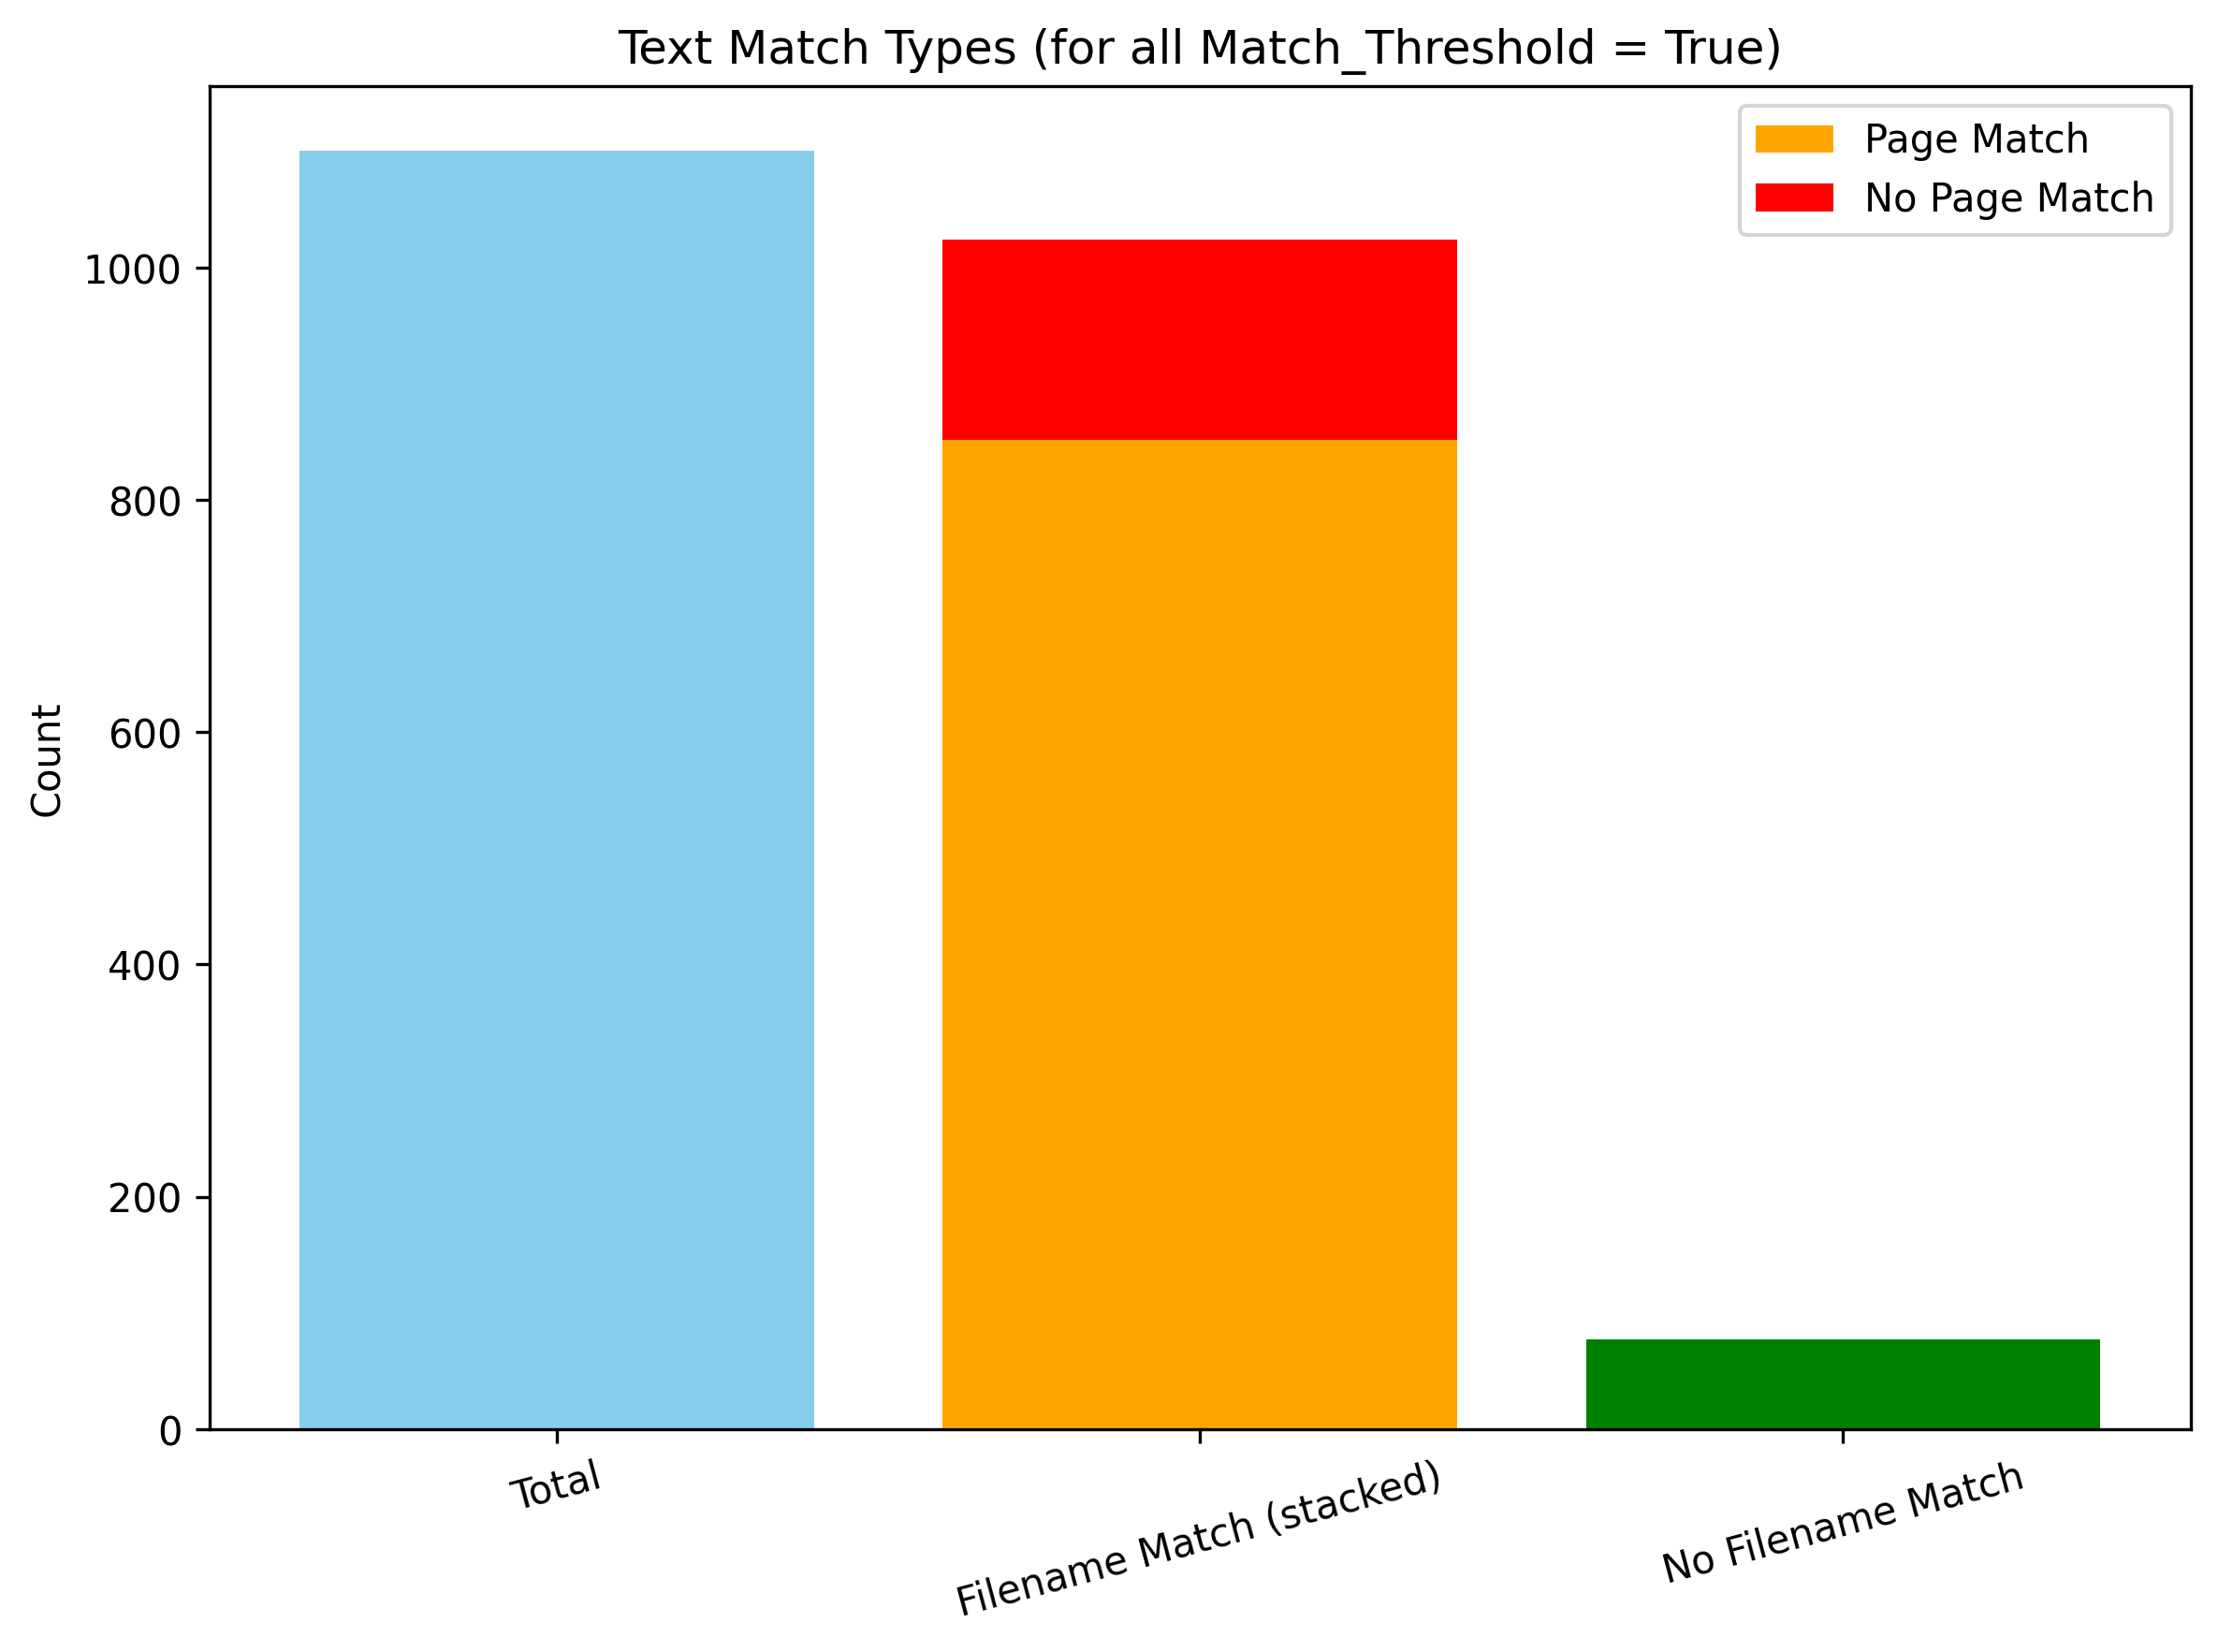 Text Match Types (for all Match_Threshold = True)
Page Match
No Page Match
Count
1000
800
600
400
200
0
Total
Filename Match (stacked)
No Filename Match